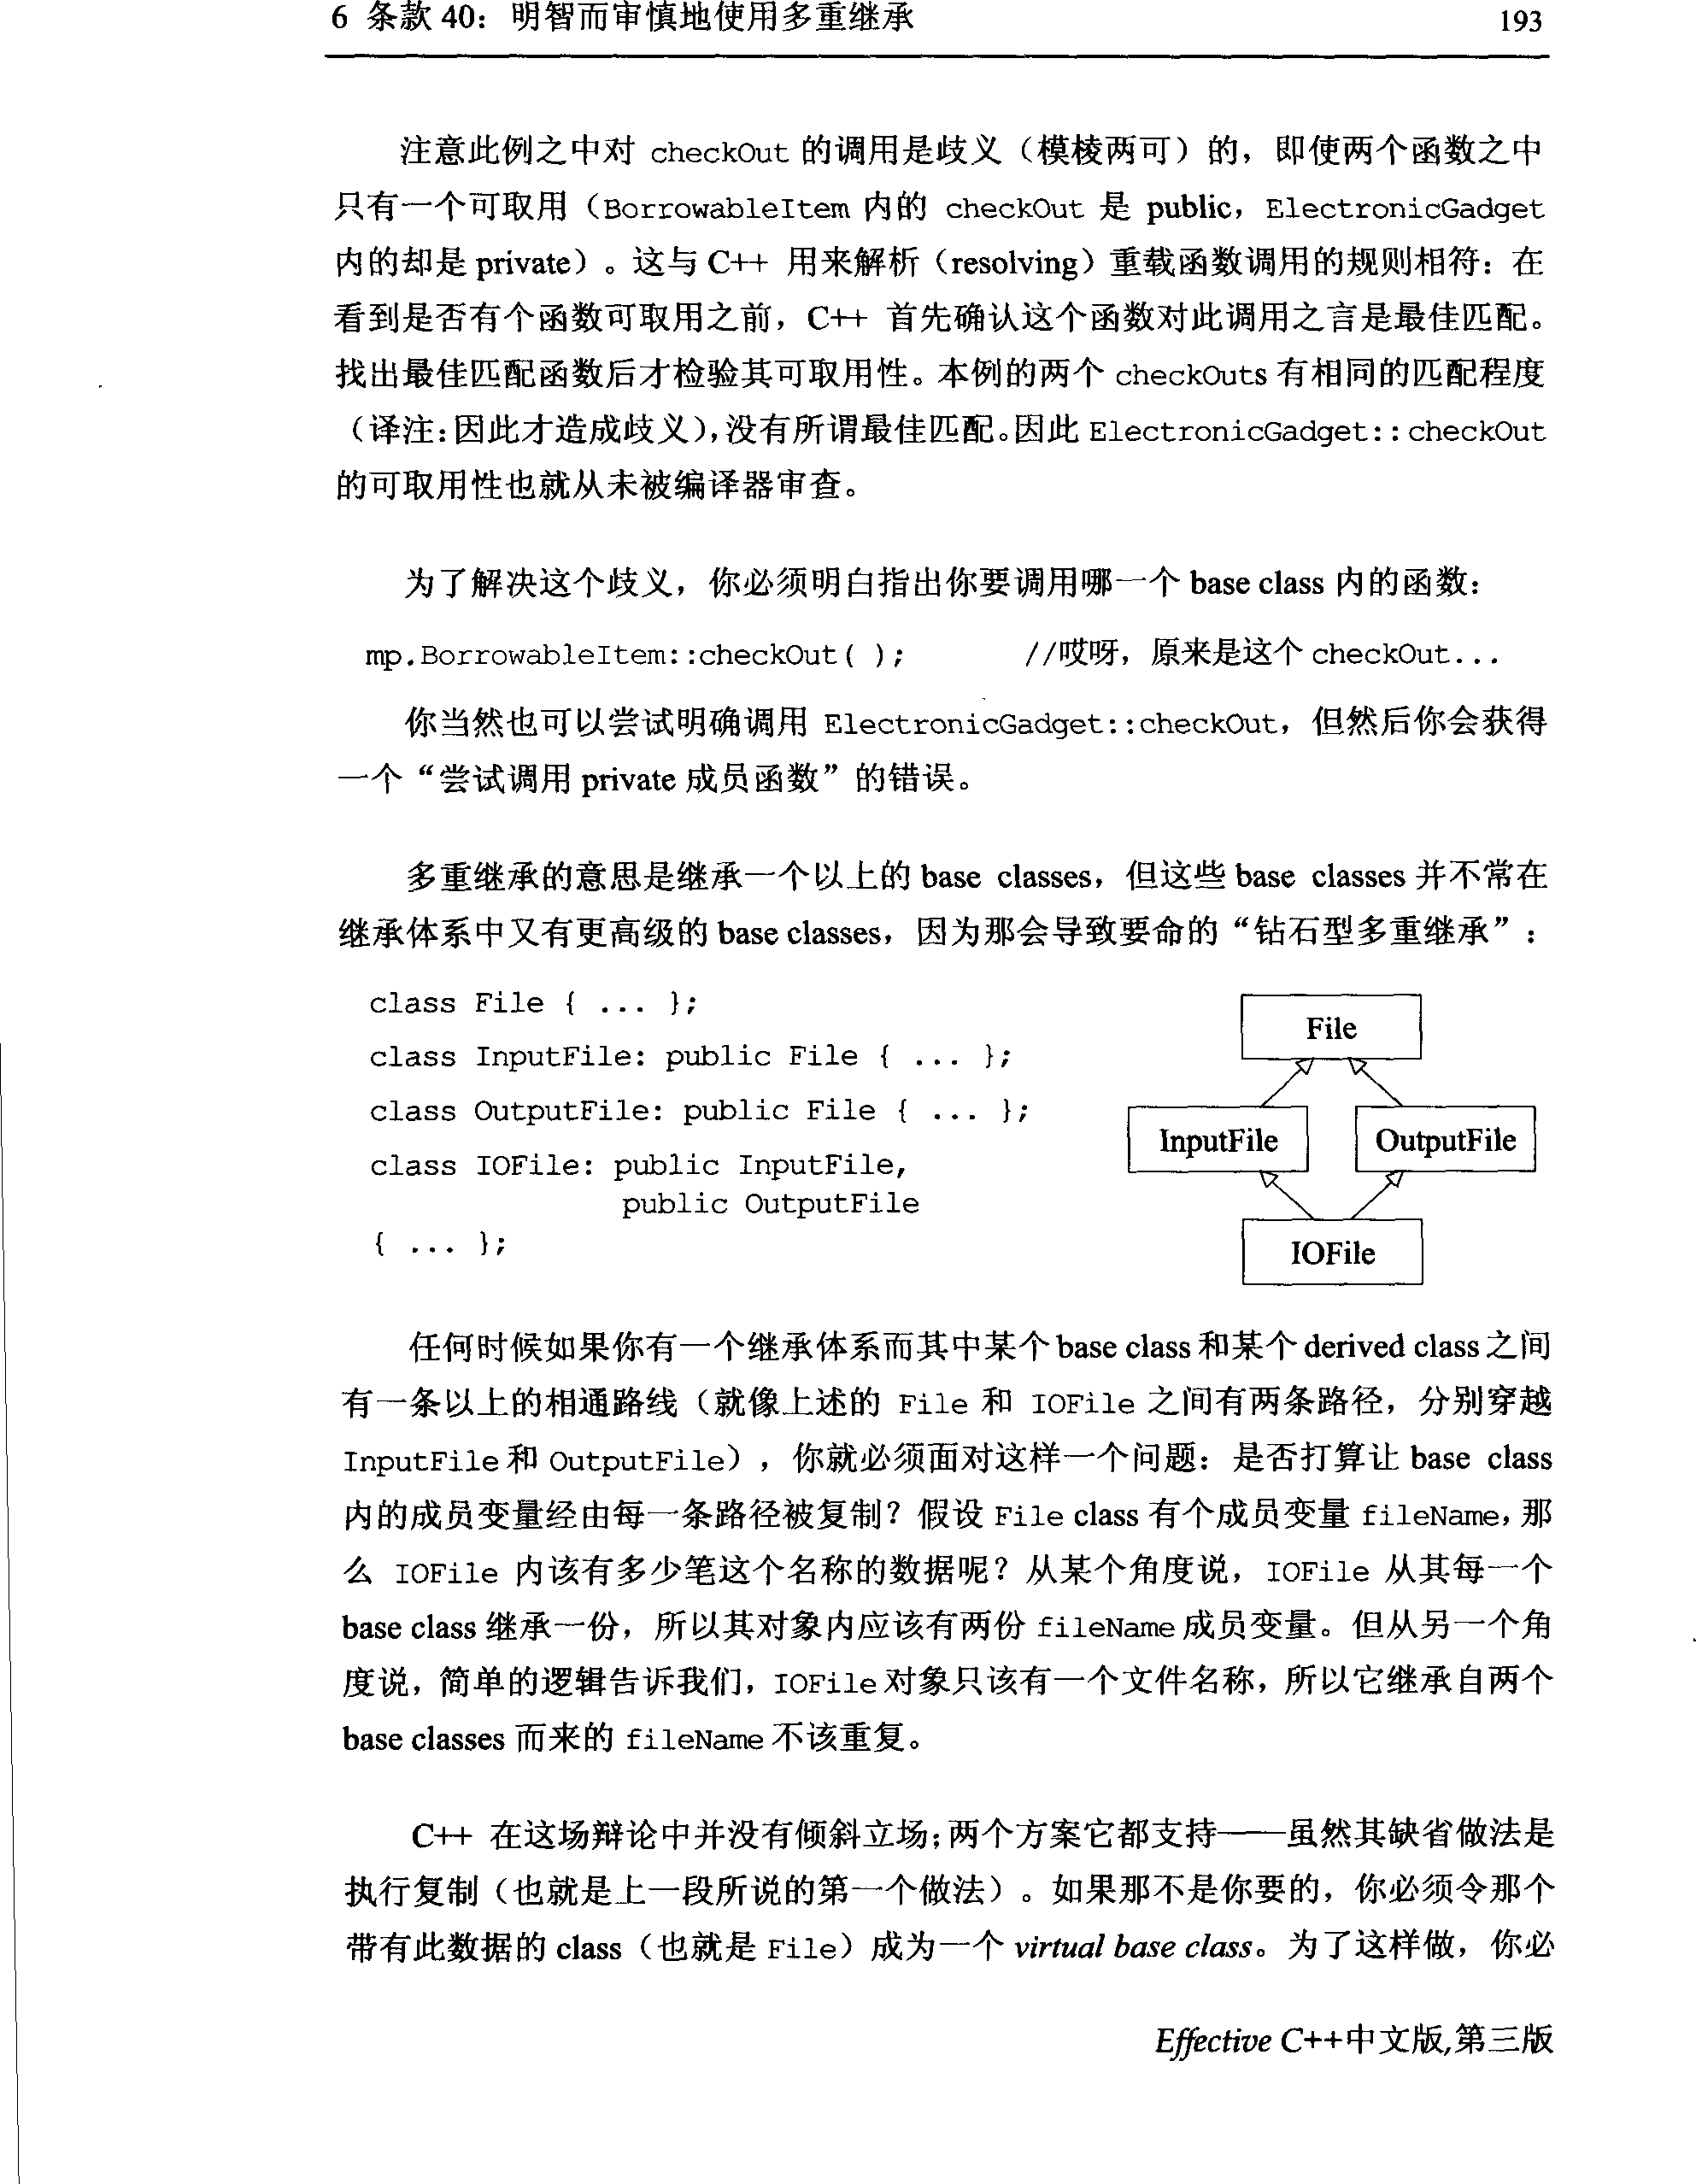 6 条款 40：明智而审慎地使用多重继承 193
注意此例之中对 checkOut 的调用是歧义（模棱两可）的，即使两个函数之中
只有一个可取用（BorrowableItem 内的 checkOut 是 public，ElectronicGadget
内的却是 private）。这与 C++ 用来解析（resolving）重载函数调用的规则相符：在
看到是否有个函数可取用之前，C++ 首先确认这个函数对此调用之言是最佳匹配。
找出最佳匹配函数后才检验其可取用性。本例的两个 checkOuts 有相同的匹配程度
（译注：因此才造成歧义），没有所谓最佳匹配。因此 ElectronicGadget::checkOut
的可取用性也就从未被编译器审查。
为了解决这个歧义，你必须明白指出你要调用哪一个 base class 内的函数：
mp.BorrowableItem::checkOut( ); //哎呀，原来是这个 checkOut...
你当然也可以尝试明确调用 ElectronicGadget::checkOut，但然后你会获得
一个“尝试调用 private 成员函数”的错误。
多重继承的意思是继承一个以上的 base classes，但这些 base classes 并不常在
继承体系中又有更高级的 base classes，因为那会导致要命的“钻石型多重继承”：
class File { ... };
class InputFile: public File { ... };
class OutputFile: public File { ... };
class IOFile: public InputFile,
public OutputFile
{ ... };
File
InputFile OutputFile
IOFile
任何时候如果你有一个继承体系而其中某个 base class 和某个 derived class 之间
有一条以上的相通路线（就像上述的 File 和 IOFile 之间有两条路径，分别穿越
InputFile 和 OutputFile），你就必须面对这样一个问题：是否打算让 base class
内的成员变量经由每一条路径被复制？假设 File class 有个成员变量 fileName，那
么 IOFile 内该有多少笔这个名称的数据呢？从某个角度说，IOFile 从其每一个
base class 继承一份，所以其对象内应该有两份 fileName 成员变量。但从另一个角
度说，简单的逻辑告诉我们，IOFile 对象只该有一个文件名称，所以它继承自两个
base classes 而来的 fileName 不该重复。
C++ 在这场辩论中并没有倾斜立场；两个方案它都支持——虽然其缺省做法是
执行复制（也就是上一段所说的第一个做法）。如果那不是你要的，你必须令那个
带有此数据的 class（也就是 File）成为一个 virtual base class。为了这样做，你必
Effective C++中文版,第三版